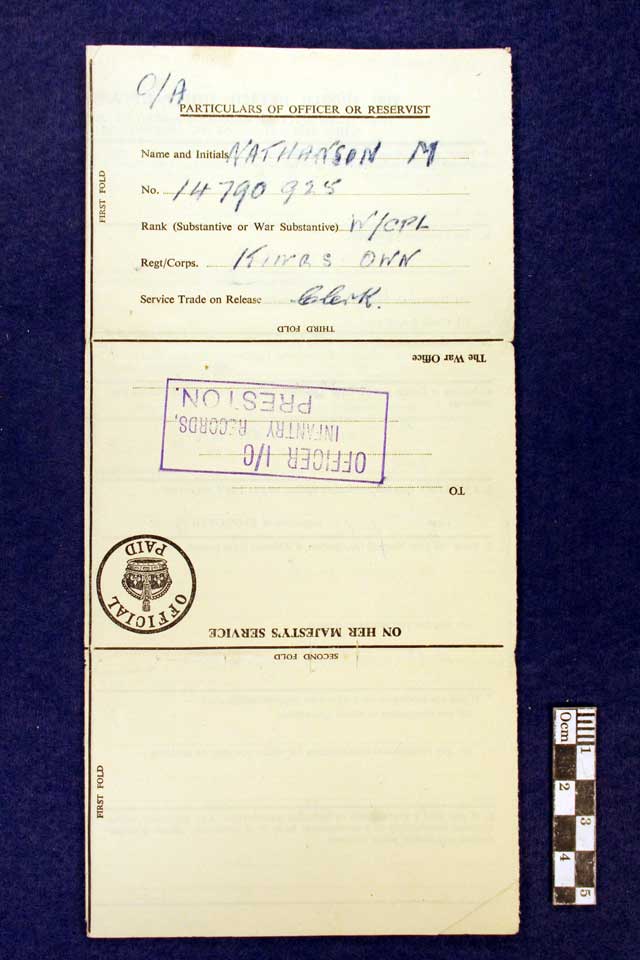 O/A
PARTICULARS OF OFFICER OR RESERVIST
Name and Initials NATHANSON M
No. 14790925
Rank (Substantive or War Substantive) W/CPL
Regt/Corps. KINGS OWN
Service Trade on Release Clerk.
FIRST FOLD
THIRD FOLD
The War Office
OFFICER I/C
INFANTRY RECORDS,
PRESTON.
TO
OFFICIAL PAID
ON HER MAJESTY'S SERVICE
SECOND FOLD
FIRST FOLD
0cm
1
2
3
4
5